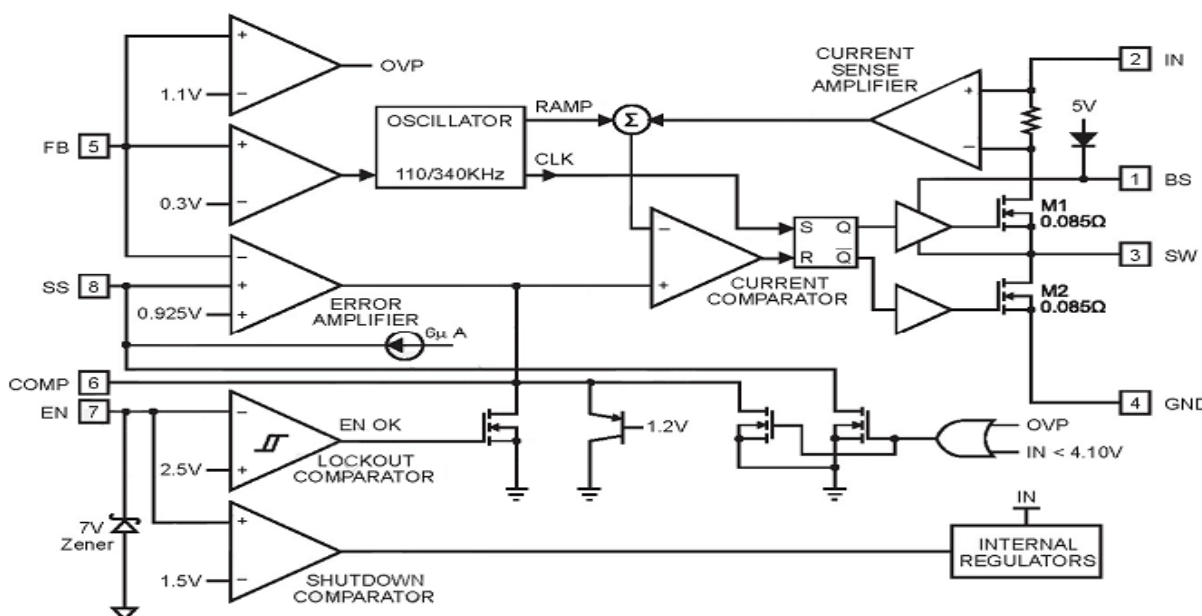 OVP
1.1V
FB
5
0.3V
OSCILLATOR
110/340KHz
RAMP
CLK
Σ
CURRENT
SENSE
AMPLIFIER
2
IN
5V
1
BS
M1
0.085Ω
3
SW
M2
0.085Ω
4
GND
S
Q
R
Q̅
CURRENT
COMPARATOR
SS
8
0.925V
ERROR
AMPLIFIER
6μ A
COMP
6
EN
7
EN OK
LOCKOUT
COMPARATOR
2.5V
1.2V
OVP
IN < 4.10V
7V
Zener
1.5V
SHUTDOWN
COMPARATOR
IN
INTERNAL
REGULATORS
+
−
+
−
−
+
+
−
+
+
−
−
+
+
−